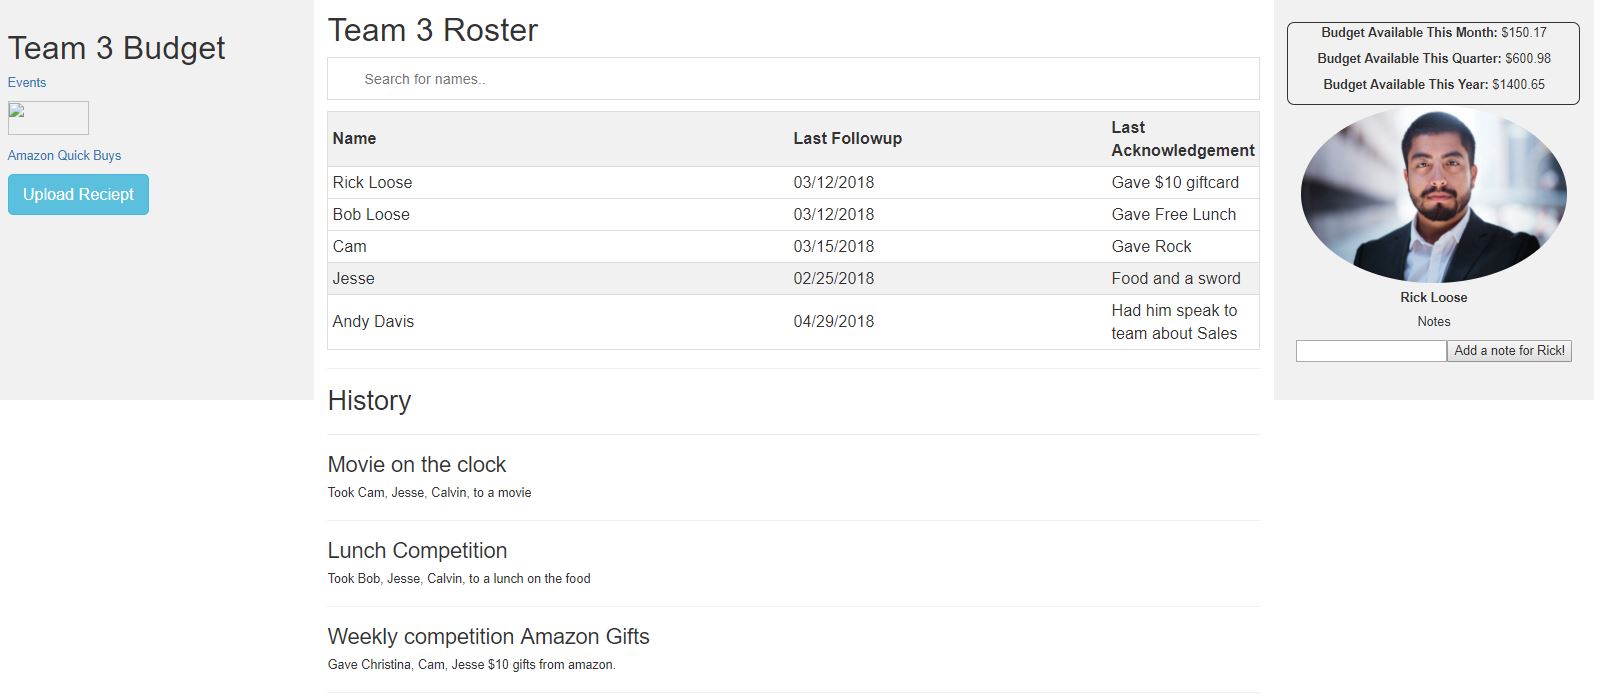 Team 3 Budget
Events
Amazon Quick Buys
Upload Reciept
Team 3 Roster
Search for names..
Name Last Followup Last
Acknowledgement
Rick Loose 03/12/2018 Gave $10 giftcard
Bob Loose 03/12/2018 Gave Free Lunch
Cam 03/15/2018 Gave Rock
Jesse 02/25/2018 Food and a sword
Andy Davis 04/29/2018 Had him speak to
team about Sales
History
Movie on the clock
Took Cam, Jesse, Calvin, to a movie
Lunch Competition
Took Bob, Jesse, Calvin, to a lunch on the food
Weekly competition Amazon Gifts
Gave Christina, Cam, Jesse $10 gifts from amazon.
Budget Available This Month: $150.17
Budget Available This Quarter: $600.98
Budget Available This Year: $1400.65
Rick Loose
Notes
Add a note for Rick!